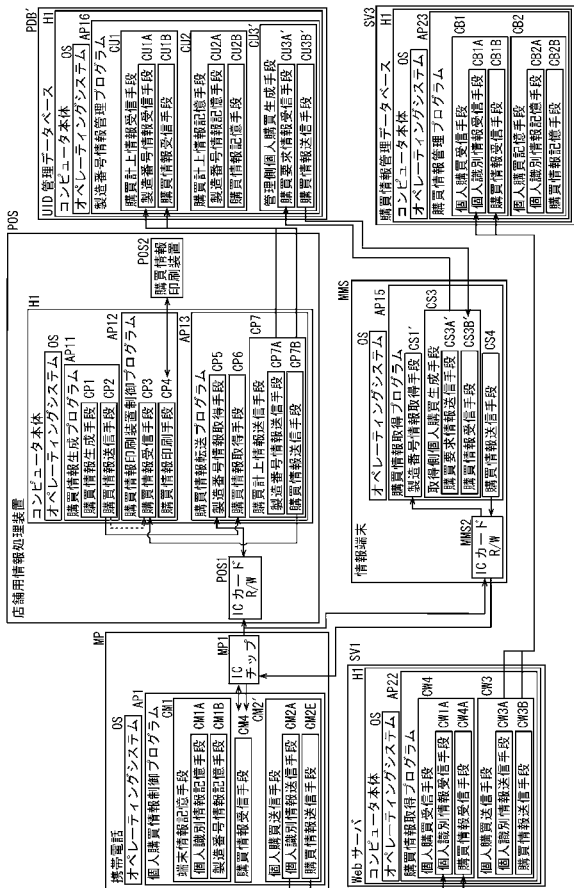 携帯電話
MP
オペレーティングシステム OS
個人購買情報制御プログラム AP1
端末情報記憶手段 CM1
個人識別情報記憶手段 CM1A
製造番号情報記憶手段 CM1B
購買情報受信手段 CM4
個人購買送信手段 CM2'
個人識別情報送信手段 CM2A
購買情報送信手段 CM2E
MP1
ICチップ
店舗用情報処理装置
POS
POS1
ICカード
R/W
H1
コンピュータ本体
オペレーティングシステム OS
購買情報生成プログラム AP11
購買情報生成手段 CP1
購買情報送信手段 CP2
購買情報印刷装置制御プログラム AP12
購買情報受信手段 CP3
購買情報印刷手段 CP4
購買情報転送プログラム AP13
製造番号情報取得手段 CP5
購買情報取得手段 CP6
購買計上情報送信手段 CP7
製造番号情報送信手段 CP7A
購買情報送信手段 CP7B
POS2
購買情報
印刷装置
PDB'
UID管理データベース H1
コンピュータ本体
オペレーティングシステム OS
製造番号情報管理プログラム AP16
購買計上情報受信手段 CU1
製造番号情報受信手段 CU1A
購買情報受信手段 CU1B
購買計上情報記憶手段 CU2
製造番号情報記憶手段 CU2A
購買情報記憶手段 CU2B
管理側個人購買生成手段 CU3'
購買要求情報受信手段 CU3A'
購買情報送信手段 CU3B'
Webサーバ H1 SV1
コンピュータ本体
オペレーティングシステム OS
購買情報取得プログラム AP22
個人購買受信手段 CW4
個人識別情報受信手段 CW1A
購買情報受信手段 CW4A
個人購買送信手段 CW3
個人識別情報送信手段 CW3A
購買情報送信手段 CW3B
情報端末
MMS
MMS2
ICカード
R/W
オペレーティングシステム OS
購買情報取得プログラム AP15
製造番号情報取得手段 CS1'
取得側個人購買生成手段 CS3
購買要求情報送信手段 CS3A'
購買情報受信手段 CS3B'
購買情報送信手段 CS4
SV3
購買情報管理データベース H1
コンピュータ本体
オペレーティングシステム OS
購買情報管理プログラム AP23
個人購買受信手段 CB1
個人識別情報受信手段 CB1A
購買情報受信手段 CB1B
個人購買記憶手段 CB2
個人識別情報記憶手段 CB2A
購買情報記憶手段 CB2B